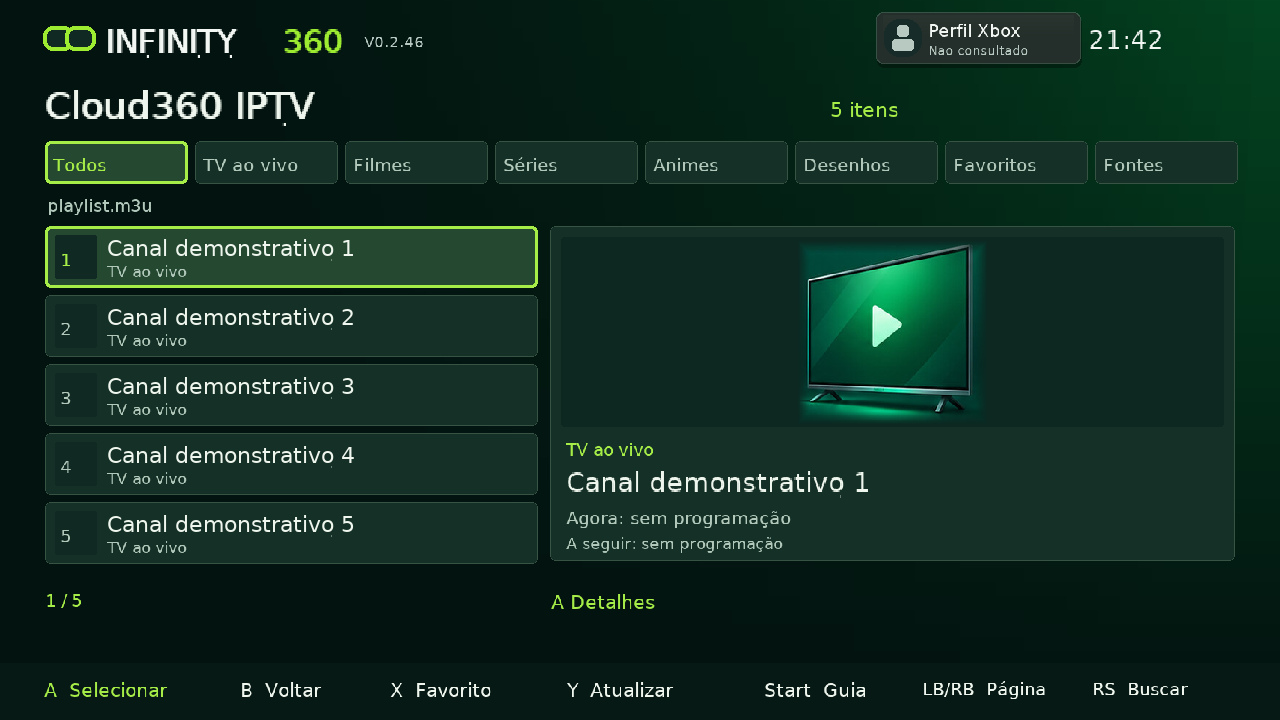 INFINITY 360 V0.2.46
Perfil Xbox
Nao consultado
21:42
Cloud360 IPTV
5 itens
Todos
TV ao vivo
Filmes
Séries
Animes
Desenhos
Favoritos
Fontes
playlist.m3u
1
Canal demonstrativo 1
TV ao vivo
2
Canal demonstrativo 2
TV ao vivo
3
Canal demonstrativo 3
TV ao vivo
4
Canal demonstrativo 4
TV ao vivo
5
Canal demonstrativo 5
TV ao vivo
TV ao vivo
Canal demonstrativo 1
Agora: sem programação
A seguir: sem programação
1 / 5
A Detalhes
A Selecionar
B Voltar
X Favorito
Y Atualizar
Start Guia
LB/RB Página
RS Buscar